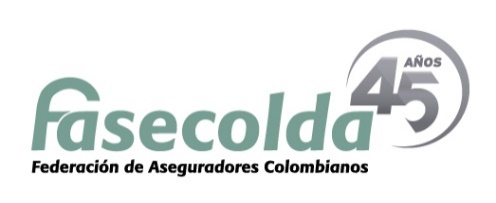 fasecolda
45 AÑOS
Federación de Aseguradores Colombianos